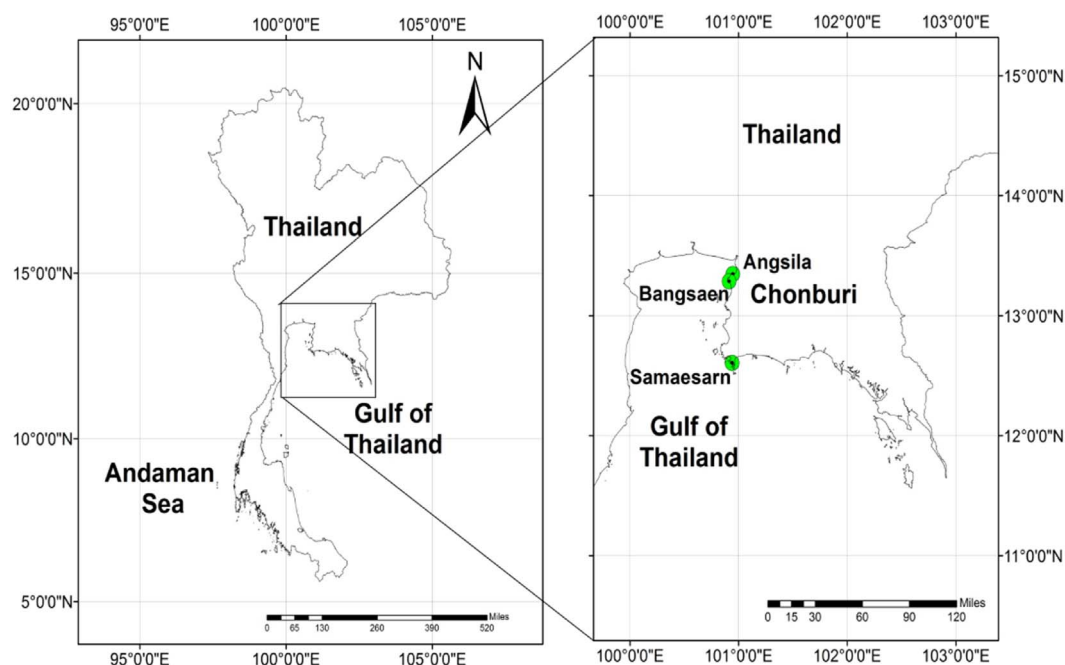 95°0'0"E 100°0'0"E 105°0'0"E
20°0'0"N
15°0'0"N
10°0'0"N
5°0'0"N
N
Thailand
Gulf of
Thailand
Andaman
Sea
Miles
0 65 130 260 390 520
95°0'0"E 100°0'0"E 105°0'0"E
100°0'0"E 101°0'0"E 102°0'0"E 103°0'0"E
15°0'0"N
14°0'0"N
13°0'0"N
12°0'0"N
11°0'0"N
Thailand
Angsila
Bangsaen
Chonburi
Samaesarn
Gulf of
Thailand
Miles
0 15 30 60 90 120
100°0'0"E 101°0'0"E 102°0'0"E 103°0'0"E